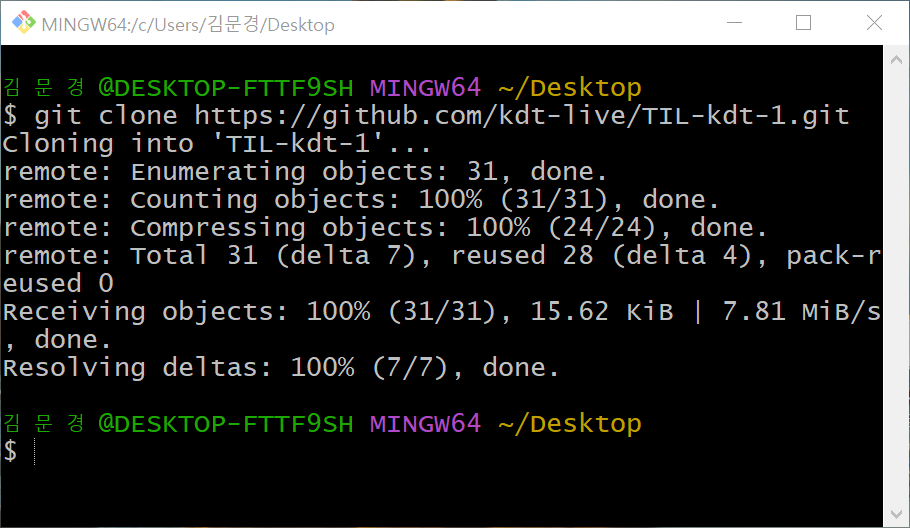 MINGW64:/c/Users/김문경/Desktop
김 문 경 @DESKTOP-FTTF9SH MINGW64 ~/Desktop
$ git clone https://github.com/kdt-live/TIL-kdt-1.git
Cloning into 'TIL-kdt-1'...
remote: Enumerating objects: 31, done.
remote: Counting objects: 100% (31/31), done.
remote: Compressing objects: 100% (24/24), done.
remote: Total 31 (delta 7), reused 28 (delta 4), pack-r
eused 0
Receiving objects: 100% (31/31), 15.62 KiB | 7.81 MiB/s
, done.
Resolving deltas: 100% (7/7), done.
김 문 경 @DESKTOP-FTTF9SH MINGW64 ~/Desktop
$